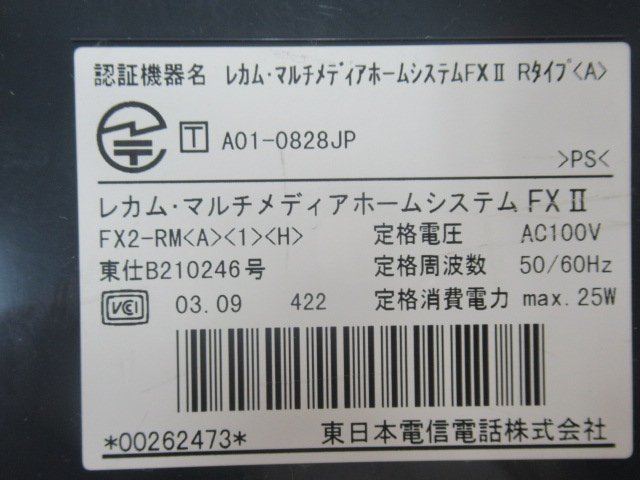 認証機器名 レカム・マルチメディアホームシステムFXⅡ Rタイプ<A>
T A01-0828JP
>PS<
レカム・マルチメディアホームシステム FXⅡ
FX2-RM<A><1><H> 定格電圧 AC100V
東仕B210246号 定格周波数 50/60Hz
VCCI 03.09 422 定格消費電力 max.25W
*00262473* 東日本電信電話株式会社